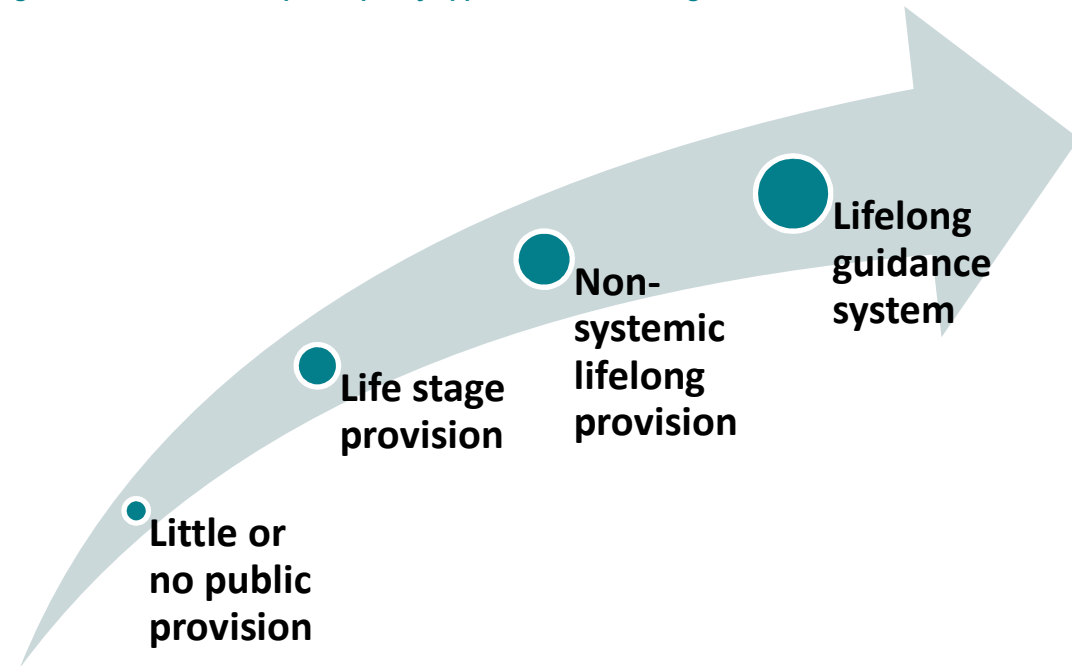 Little or
no public
provision
Life stage
provision
Non-
systemic
lifelong
provision
Lifelong
guidance
system